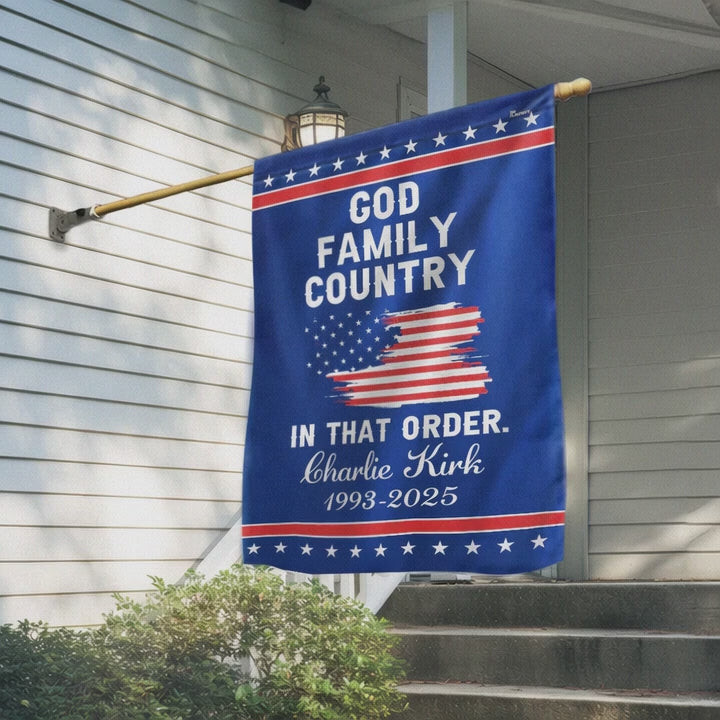 GOD
FAMILY
COUNTRY
IN THAT ORDER.
Charlie Kirk
1993-2025